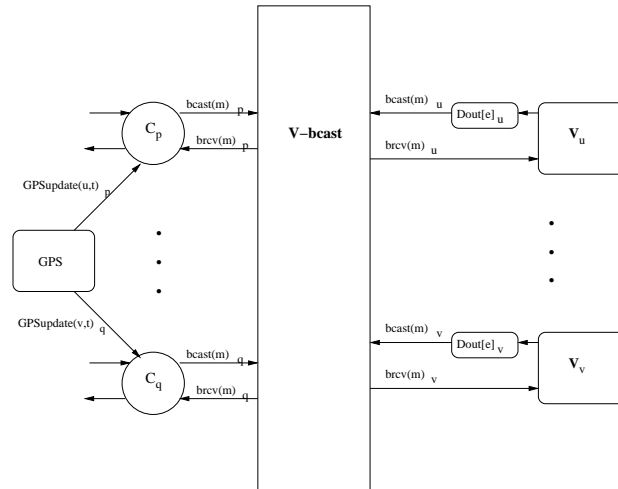 bcast(m) p
C p
V−bcast
brcv(m) p
GPSupdate(u,t) p
GPS
GPSupdate(v,t) q
bcast(m) q
C q
brcv(m) q
bcast(m) u
Dout[e] u
V u
brcv(m) u
bcast(m) v
Dout[e] v
V v
brcv(m) v